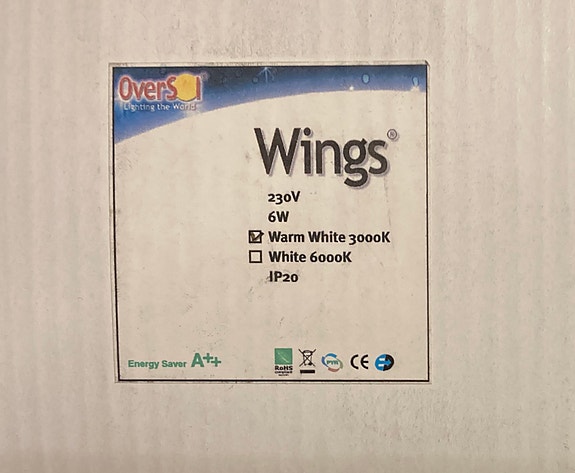 OverSol®
Lighting the World
Wings®
230V
6W
Warm White 3000K
White 6000K
IP20
Energy Saver A++
RoHS
CE